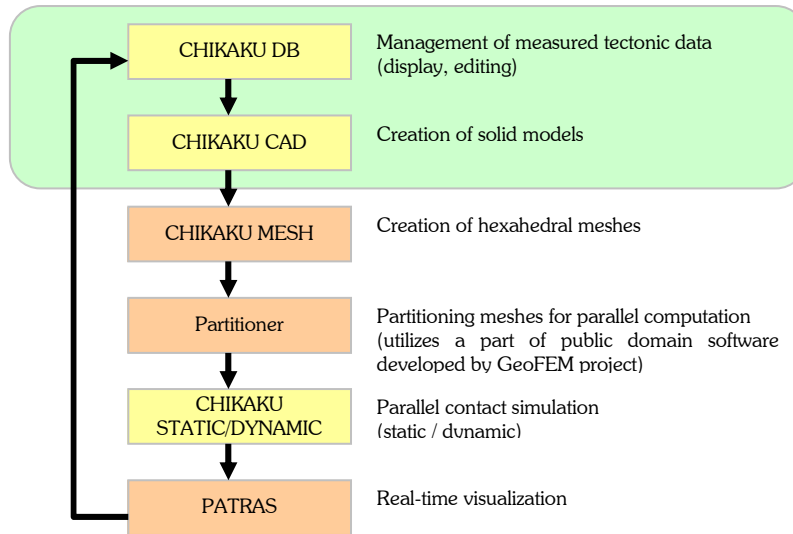 CHIKAKU DB
Management of measured tectonic data
(display, editing)
CHIKAKU CAD
Creation of solid models
CHIKAKU MESH
Creation of hexahedral meshes
Partitioner
Partitioning meshes for parallel computation
(utilizes a part of public domain software
developed by GeoFEM project)
CHIKAKU
STATIC/DYNAMIC
Parallel contact simulation
(static / dynamic)
PATRAS
Real-time visualization